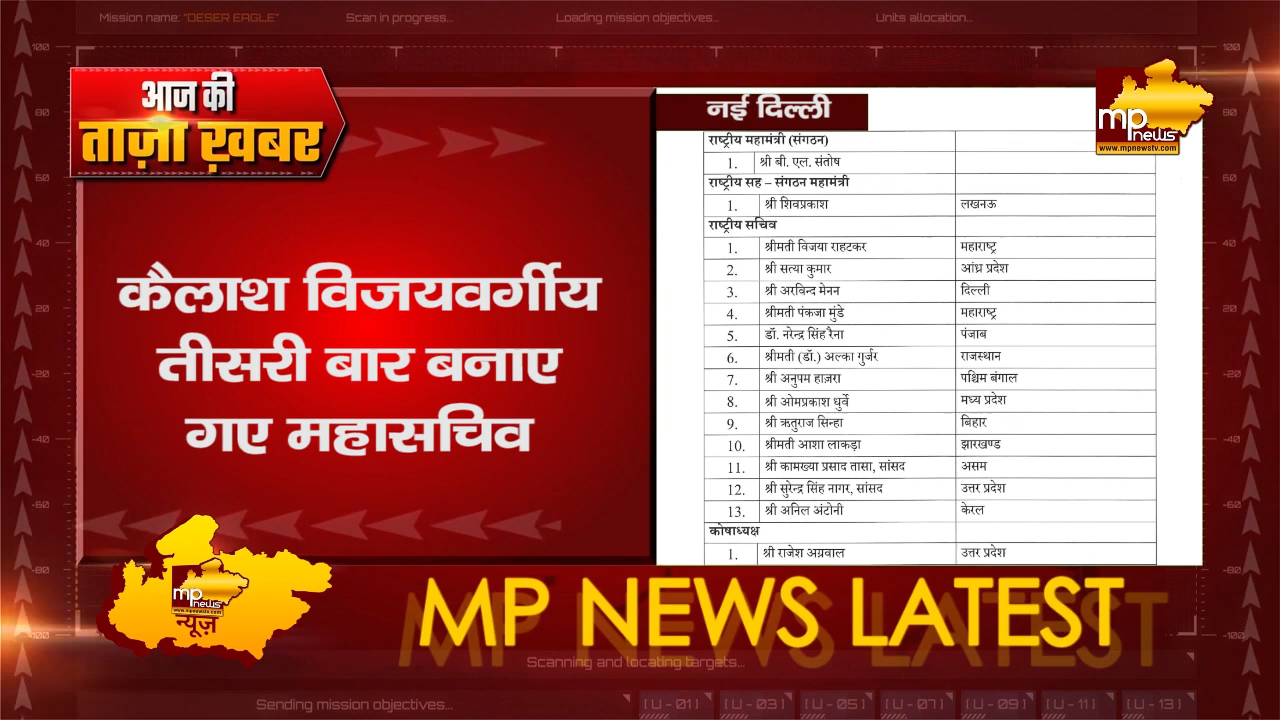 Mission name: "DESER EAGLE" Scan in progress... Loading mission objectives... Units allocation...
आज की
ताज़ा ख़बर
कैलाश विजयवर्गीय
तीसरी बार बनाए
गए महासचिव
नई दिल्ली
mp
news
www.mpnewstv.com
राष्ट्रीय महामंत्री (संगठन)
1. श्री बी. एल. संतोष
राष्ट्रीय सह – संगठन महामंत्री
1. श्री शिवप्रकाश लखनऊ
राष्ट्रीय सचिव
1. श्रीमती विजया राहटकर महाराष्ट्र
2. श्री सत्या कुमार आंध्र प्रदेश
3. श्री अरविन्द मेनन दिल्ली
4. श्रीमती पंकजा मुंडे महाराष्ट्र
5. डॉ. नरेन्द्र सिंह रैना पंजाब
6. श्रीमती (डॉ.) अल्का गुर्जर राजस्थान
7. श्री अनुपम हाज़रा पश्चिम बंगाल
8. श्री ओमप्रकाश धुर्वे मध्य प्रदेश
9. श्री ऋतुराज सिन्हा बिहार
10. श्रीमती आशा लाकड़ा झारखण्ड
11. श्री कामख्या प्रसाद तासा, सांसद असम
12. श्री सुरेन्द्र सिंह नागर, सांसद उत्तर प्रदेश
13. श्री अनिल अंटोनी केरल
कोषाध्यक्ष
1. श्री राजेश अग्रवाल उत्तर प्रदेश
mp
news
www.mpnewstv.com
न्यूज़
MP NEWS LATEST
Scanning and locating targets...
Sending mission objectives... [U-01] [U-03] [U-05] [U-07] [U-09] [U-11] [U-13]